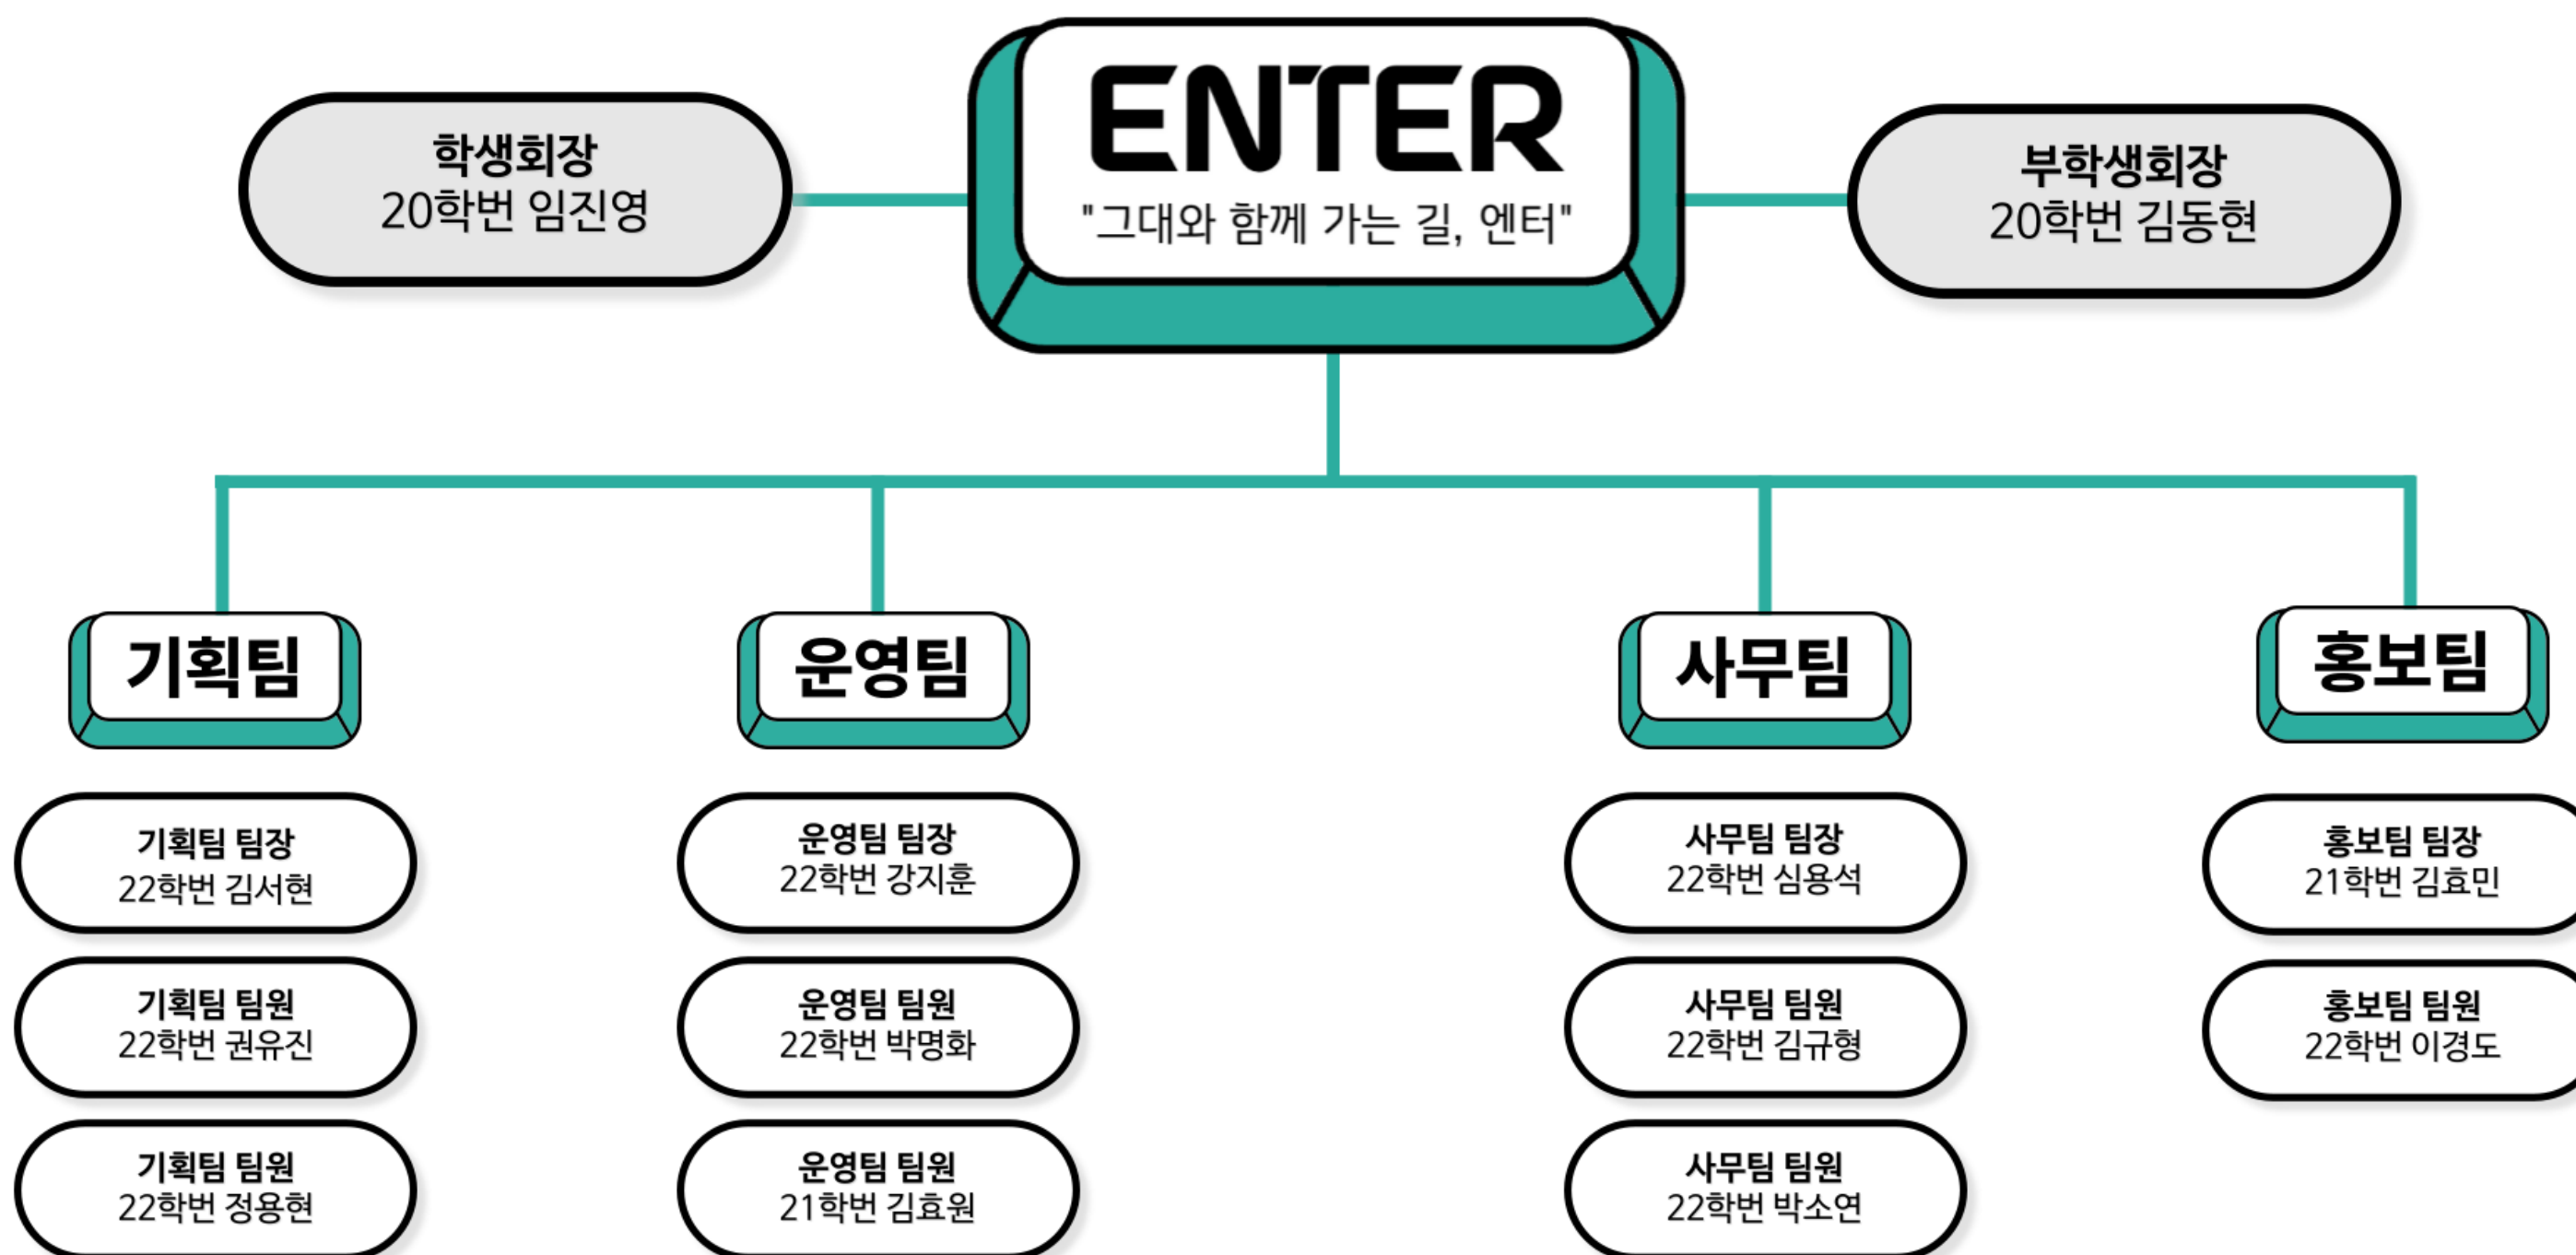 ENTER
"그대와 함께 가는 길, 엔터"
학생회장
20학번 임진영
부학생회장
20학번 김동현
기획팀
기획팀 팀장
22학번 김서현
기획팀 팀원
22학번 권유진
기획팀 팀원
22학번 정용현
운영팀
운영팀 팀장
22학번 강지훈
운영팀 팀원
22학번 박명화
운영팀 팀원
21학번 김효원
사무팀
사무팀 팀장
22학번 심용석
사무팀 팀원
22학번 김규형
사무팀 팀원
22학번 박소연
홍보팀
홍보팀 팀장
21학번 김효민
홍보팀 팀원
22학번 이경도